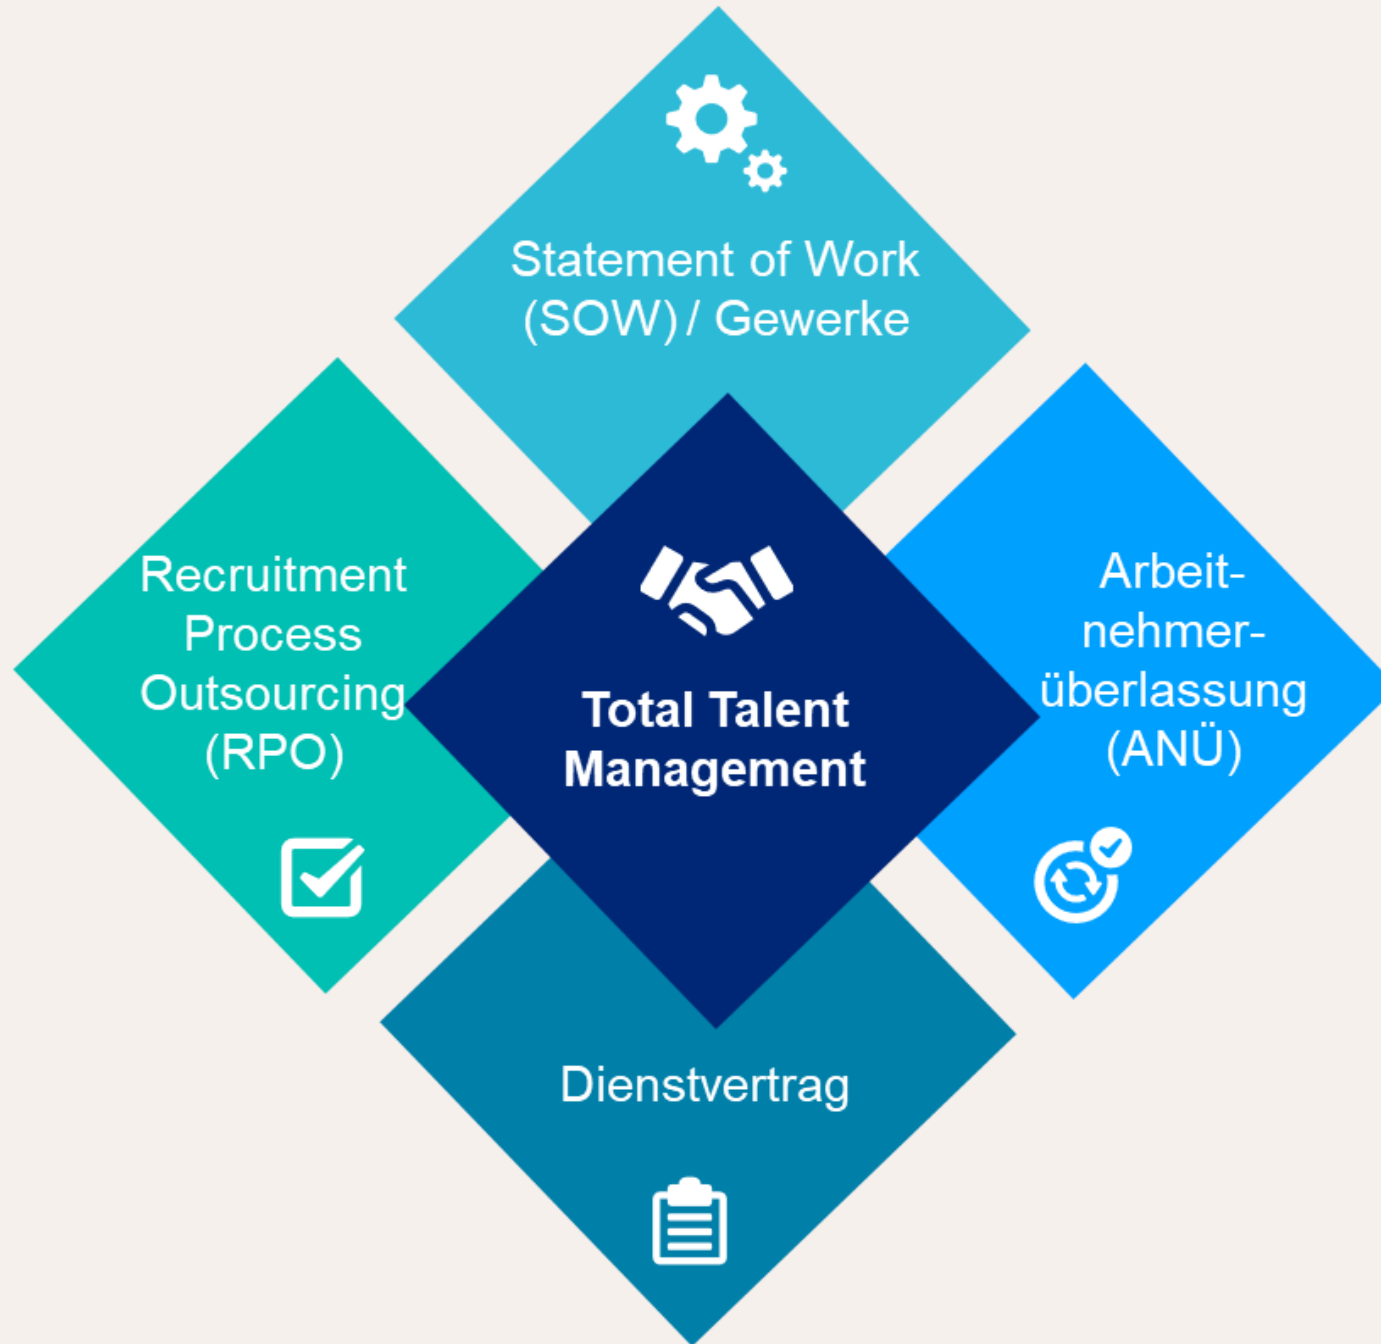 Statement of Work
(SOW) / Gewerke
Recruitment
Process
Outsourcing
(RPO)
Total Talent
Management
Arbeit-
nehmer-
überlassung
(ANÜ)
Dienstvertrag